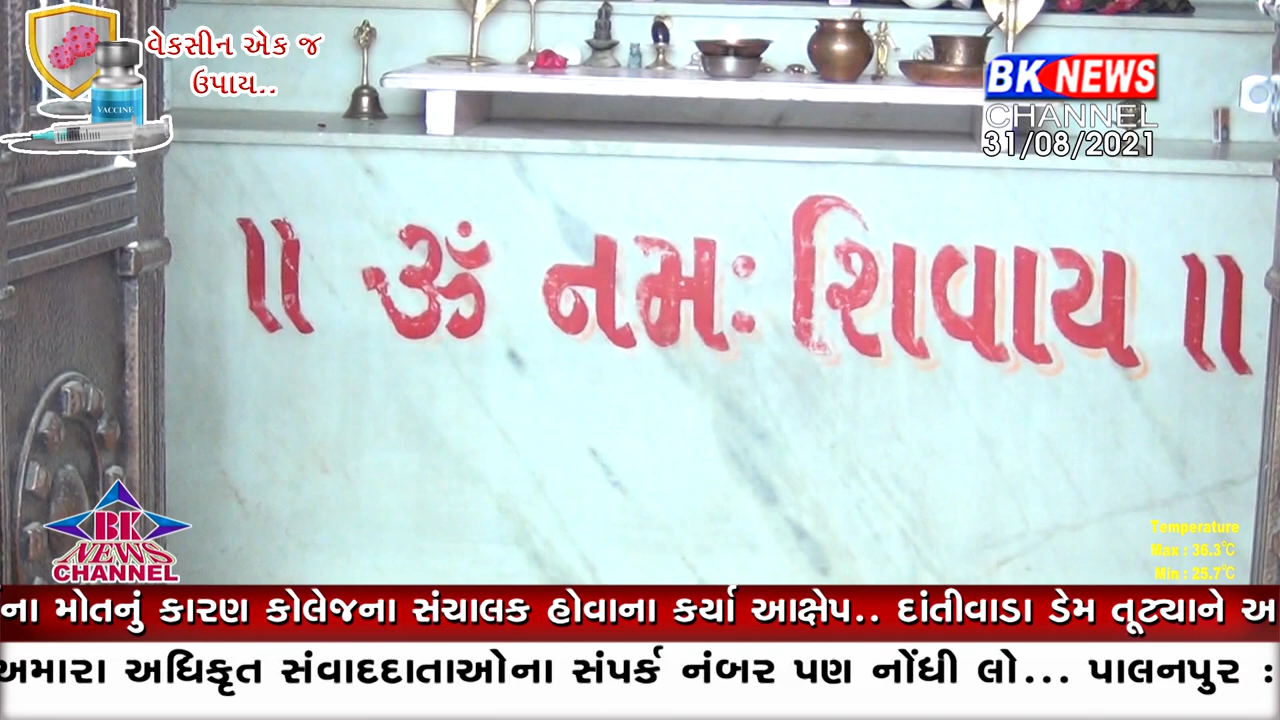 વેકસીન એક જ
ઉપાય..
VACCINE
BK NEWS
CHANNEL
31/08/2021
॥ ૐ નમઃ શિવાય ॥
Temperature
Max : 36.3℃
Min : 25.7℃
BK
NEWS
CHANNEL
ના મોતનું કારણ કોલેજના સંચાલક હોવાના કર્યા આક્ષેપ.. દાંતીવાડા ડેમ તૂટ્યાને અ
અમારા અધિકૃત સંવાદદાતાઓના સંપર્ક નંબર પણ નોંધી લો... પાલનપુર :